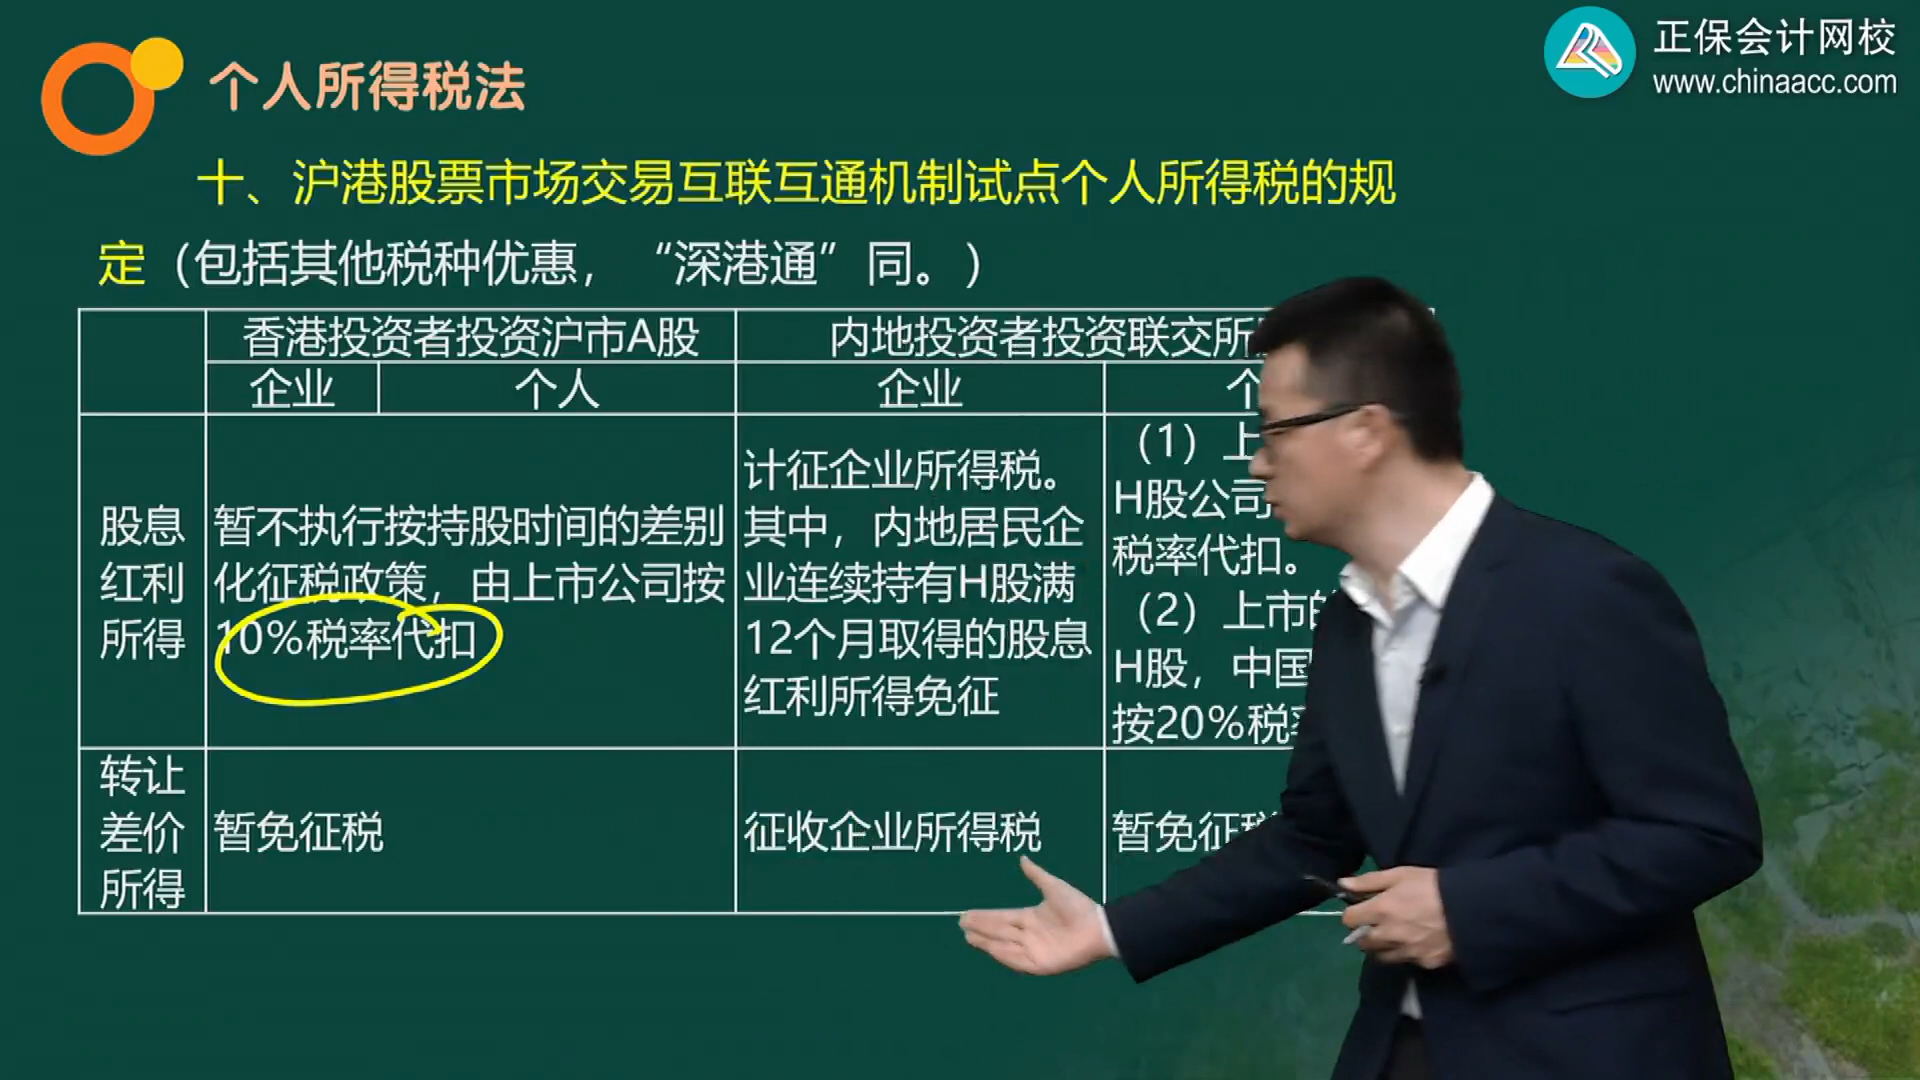 正保会计网校
www.chinaacc.com
个人所得税法
十、沪港股票市场交易互联互通机制试点个人所得税的规
定（包括其他税种优惠，“深港通”同。）
香港投资者投资沪市A股
内地投资者投资联交所
企业
个人
企业
个
股息
红利
所得
暂不执行按持股时间的差别
化征税政策，由上市公司按
10%税率代扣
计征企业所得税。
其中，内地居民企
业连续持有H股满
12个月取得的股息
红利所得免征
（1）上
H股公司
税率代扣。
（2）上市的
H股，中国
按20%税率
转让
差价
所得
暂免征税
征收企业所得税
暂免征税